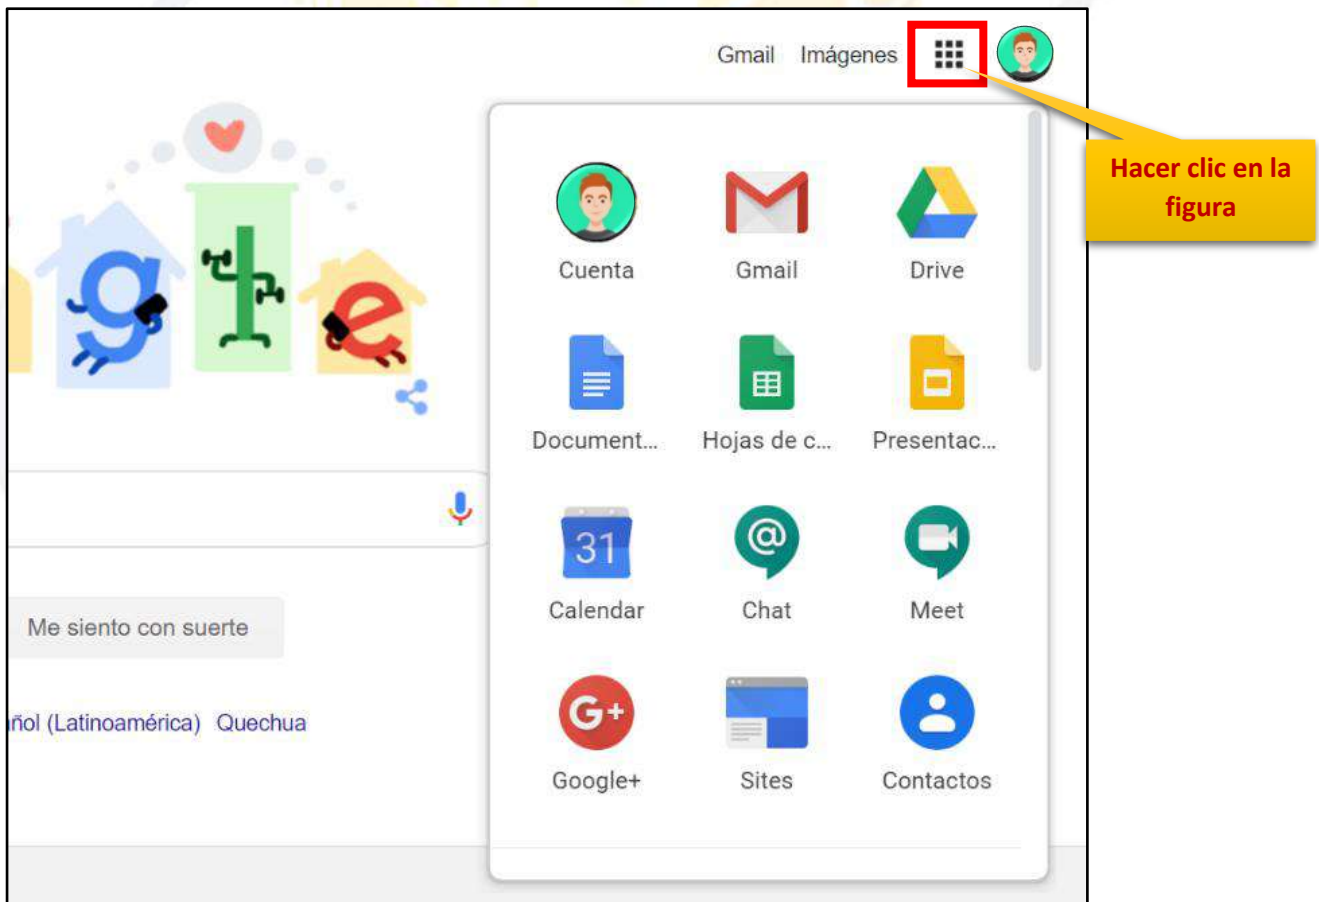 Gmail Imágenes
Hacer clic en la
figura
Cuenta Gmail Drive
Document... Hojas de c... Presentac...
31
Calendar Chat Meet
Me siento con suerte
G+
ñol (Latinoamérica) Quechua
Google+ Sites Contactos